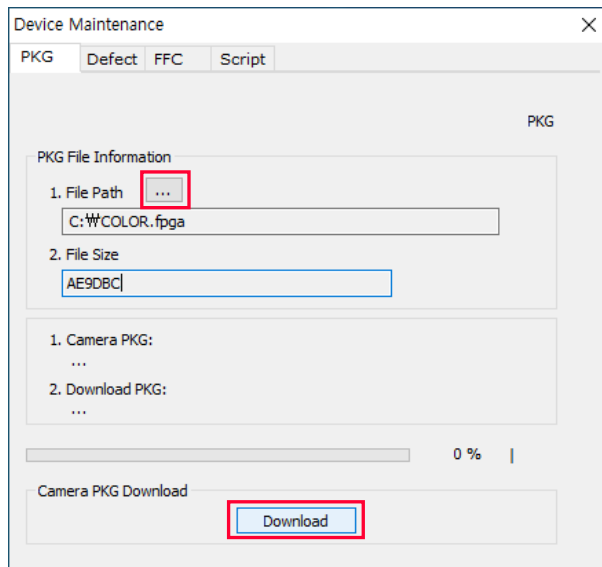 Device Maintenance
PKG Defect FFC Script
PKG
PKG File Information
1. File Path ...
C:₩COLOR.fpga
2. File Size
AE9DBC
1. Camera PKG:
...
2. Download PKG:
...
0 %
Camera PKG Download
Download